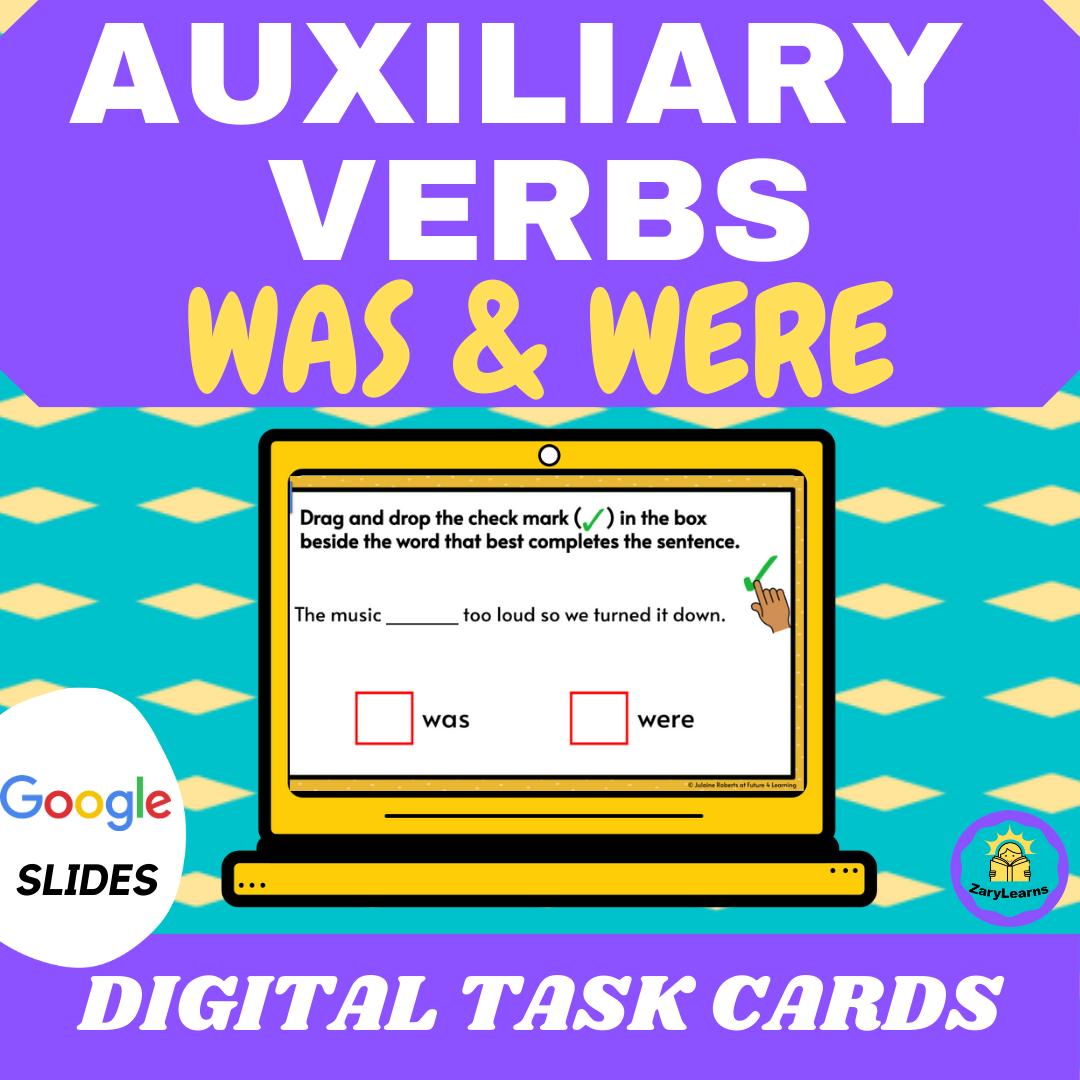 AUXILIARY
VERBS
WAS & WERE
Drag and drop the check mark (✓) in the box
beside the word that best completes the sentence.
The music ________ too loud so we turned it down.
was
were
© Julaine Roberts at Future 4 Learning
Google
SLIDES
ZaryLearns
DIGITAL TASK CARDS